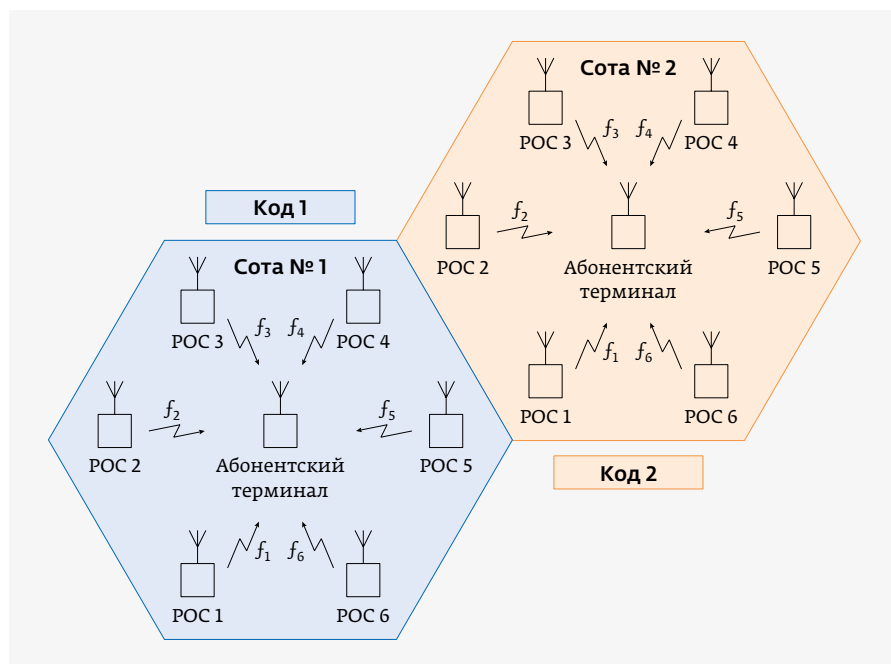 Сота № 2
РОС 3
f3
f4
РОС 4
РОС 2
f2
f5
РОС 5
Абонентский
терминал
РОС 1
f1
f6
РОС 6
Код 2
Код 1
Сота № 1
РОС 3
f3
f4
РОС 4
РОС 2
f2
f5
РОС 5
Абонентский
терминал
РОС 1
f1
f6
РОС 6